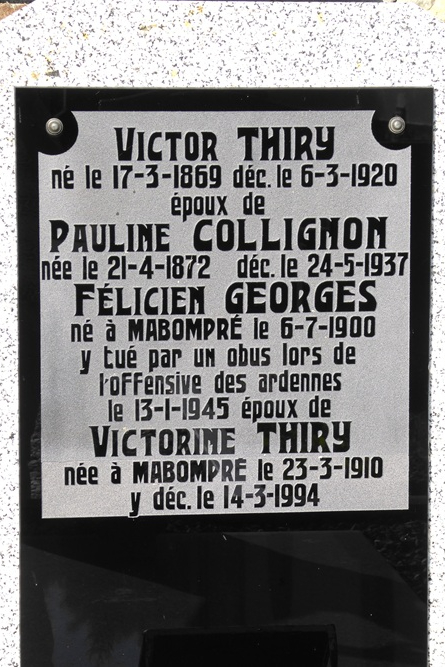 VICTOR THIRY
né le 17-3-1869 déc. le 6-3-1920
époux de
PAULINE COLLIGNON
née le 21-4-1872 déc. le 24-5-1937
FÉLICIEN GEORGES
né à MABOMPRÉ le 6-7-1900
y tué par un obus lors de
l'offensive des ardennes
le 13-1-1945 époux de
VICTORINE THIRY
née à MABOMPRÉ le 23-3-1910
y déc. le 14-3-1994